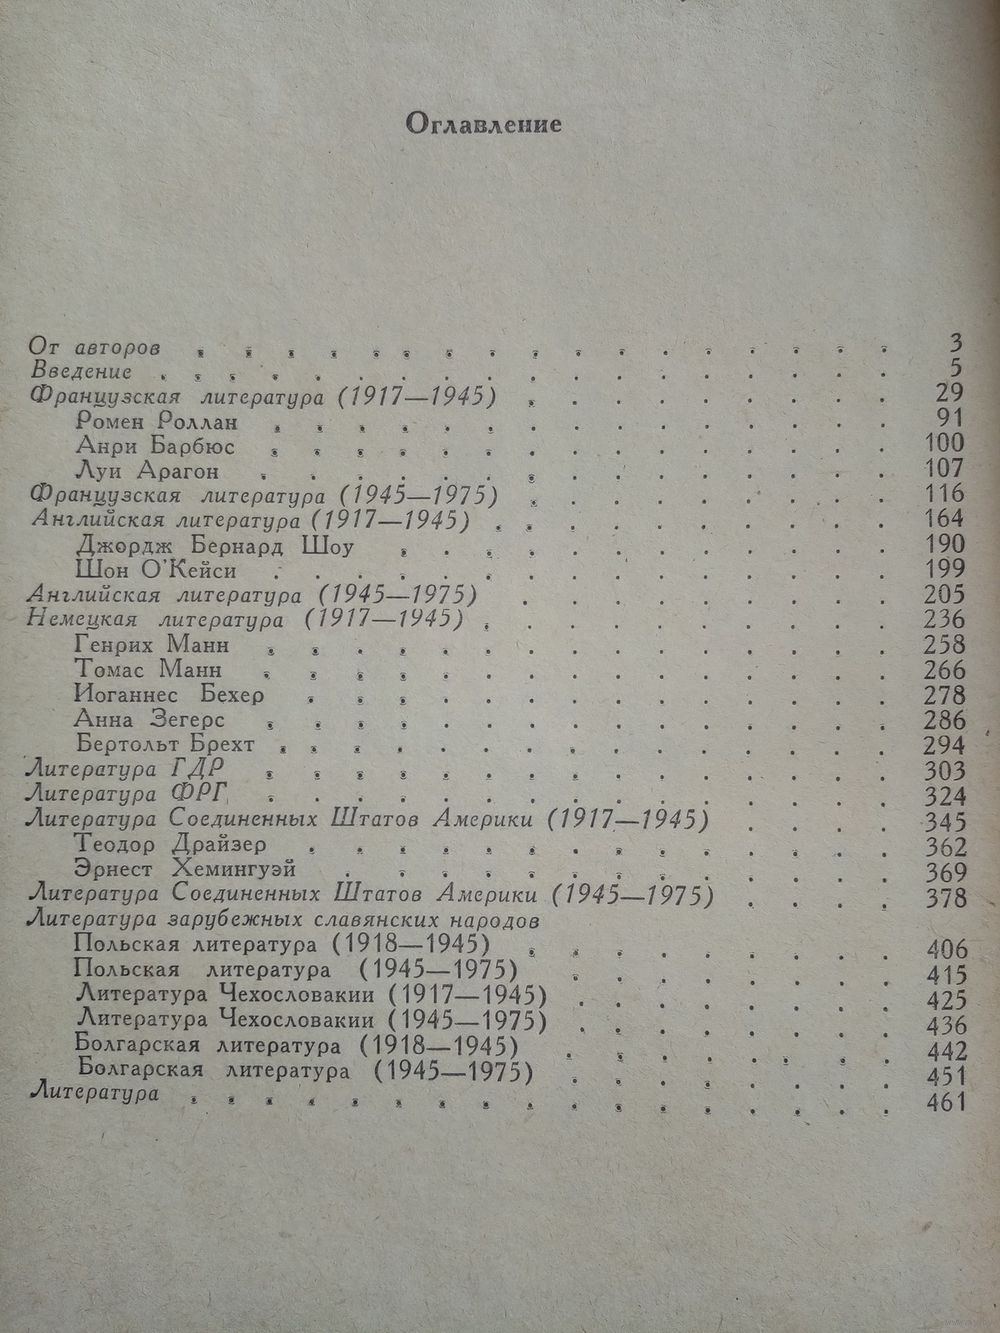 Оглавление
От авторов 3
Введение 5
Французская литература (1917—1945) 29
Ромен Роллан 91
Анри Барбюс 100
Луи Арагон 107
Французская литература (1945—1975) 116
Английская литература (1917—1945) 164
Джордж Бернард Шоу 190
Шон О'Кейси 199
Английская литература (1945—1975) 205
Немецкая литература (1917—1945) 236
Генрих Манн 258
Томас Манн 266
Иоганнес Бехер 278
Анна Зегерс 286
Бертольт Брехт 294
Литература ГДР 303
Литература ФРГ 324
Литература Соединенных Штатов Америки (1917—1945) 345
Теодор Драйзер 362
Эрнест Хемингуэй 369
Литература Соединенных Штатов Америки (1945—1975) 378
Литература зарубежных славянских народов
Польская литература (1918—1945) 406
Польская литература (1945—1975) 415
Литература Чехословакии (1917—1945) 425
Литература Чехословакии (1945—1975) 436
Болгарская литература (1918—1945) 442
Болгарская литература (1945—1975) 451
Литература 461